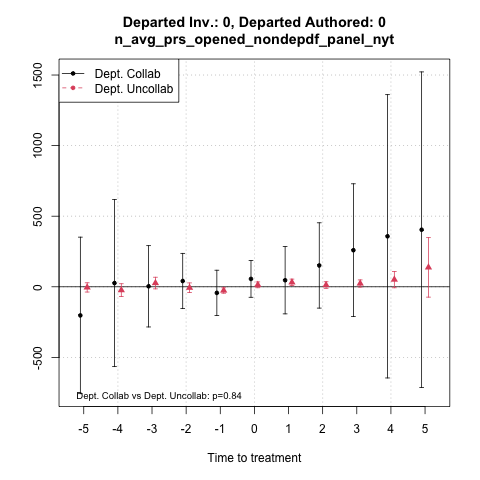 Departed Inv.: 0, Departed Authored: 0
n_avg_prs_opened_nondepdf_panel_nyt
Dept. Collab
Dept. Uncollab
1500
1000
500
0
-500
Dept. Collab vs Dept. Uncollab: p=0.84
-5 -4 -3 -2 -1 0 1 2 3 4 5
Time to treatment